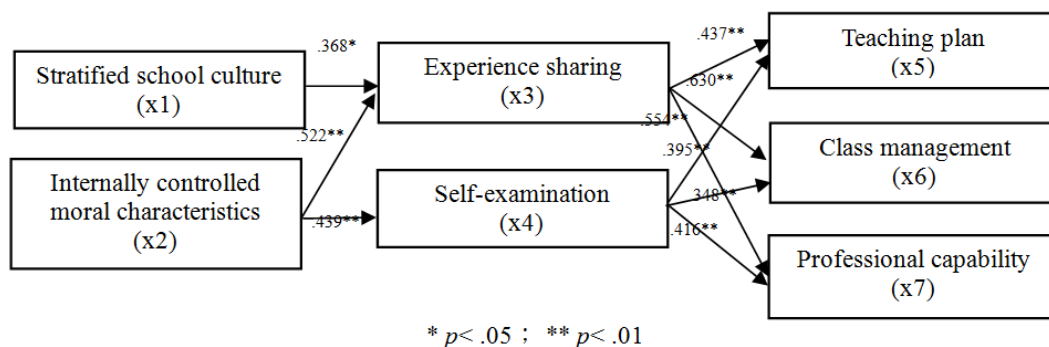 Stratified school culture
(x1)
Internally controlled
moral characteristics
(x2)
.368*
.522**
.439**
Experience sharing
(x3)
Self-examination
(x4)
.437**
.630**
.554**
.395**
.348**
.416**
Teaching plan
(x5)
Class management
(x6)
Professional capability
(x7)
* p< .05； ** p< .01